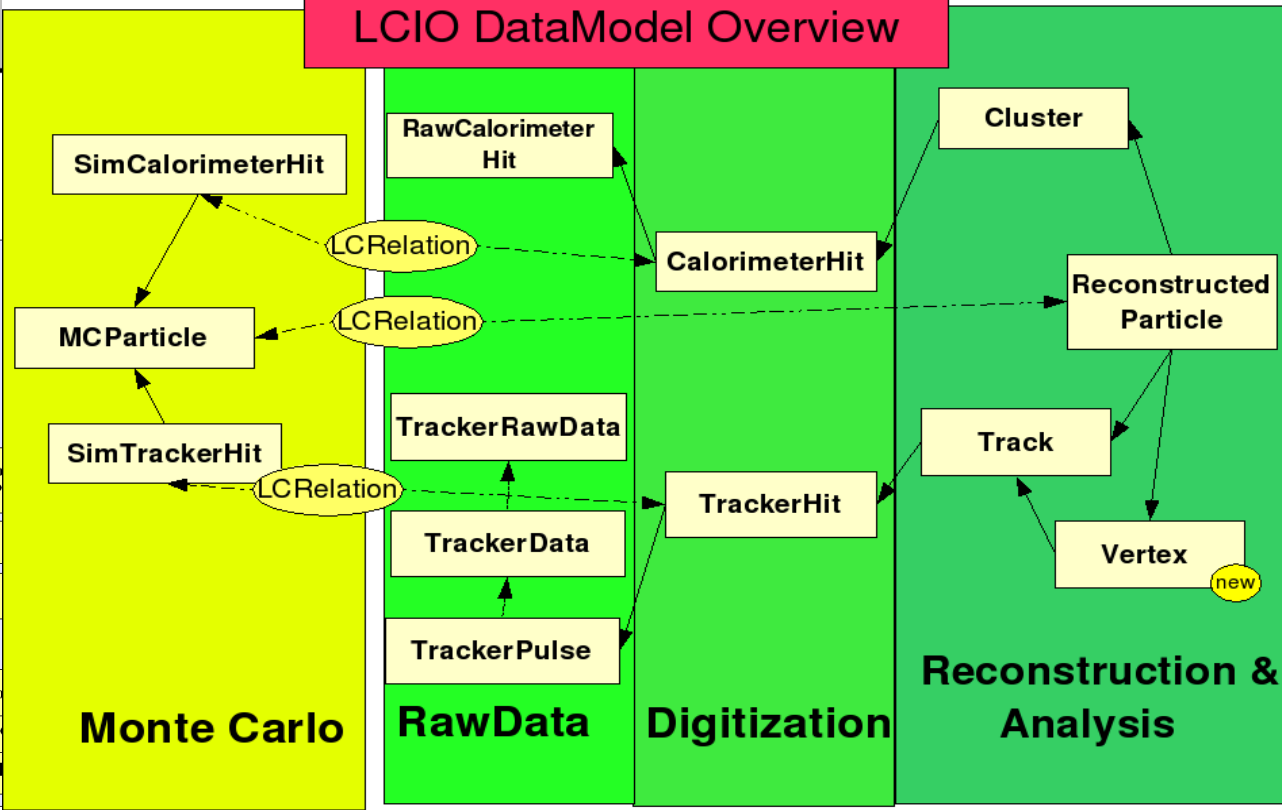 LCIO DataModel Overview
SimCalorimeterHit
MCParticle
SimTrackerHit
LCRelation
LCRelation
LCRelation
Monte Carlo
RawCalorimeter
Hit
TrackerRawData
TrackerData
TrackerPulse
RawData
CalorimeterHit
TrackerHit
Digitization
Cluster
Reconstructed
Particle
Track
Vertex
new
Reconstruction &
Analysis